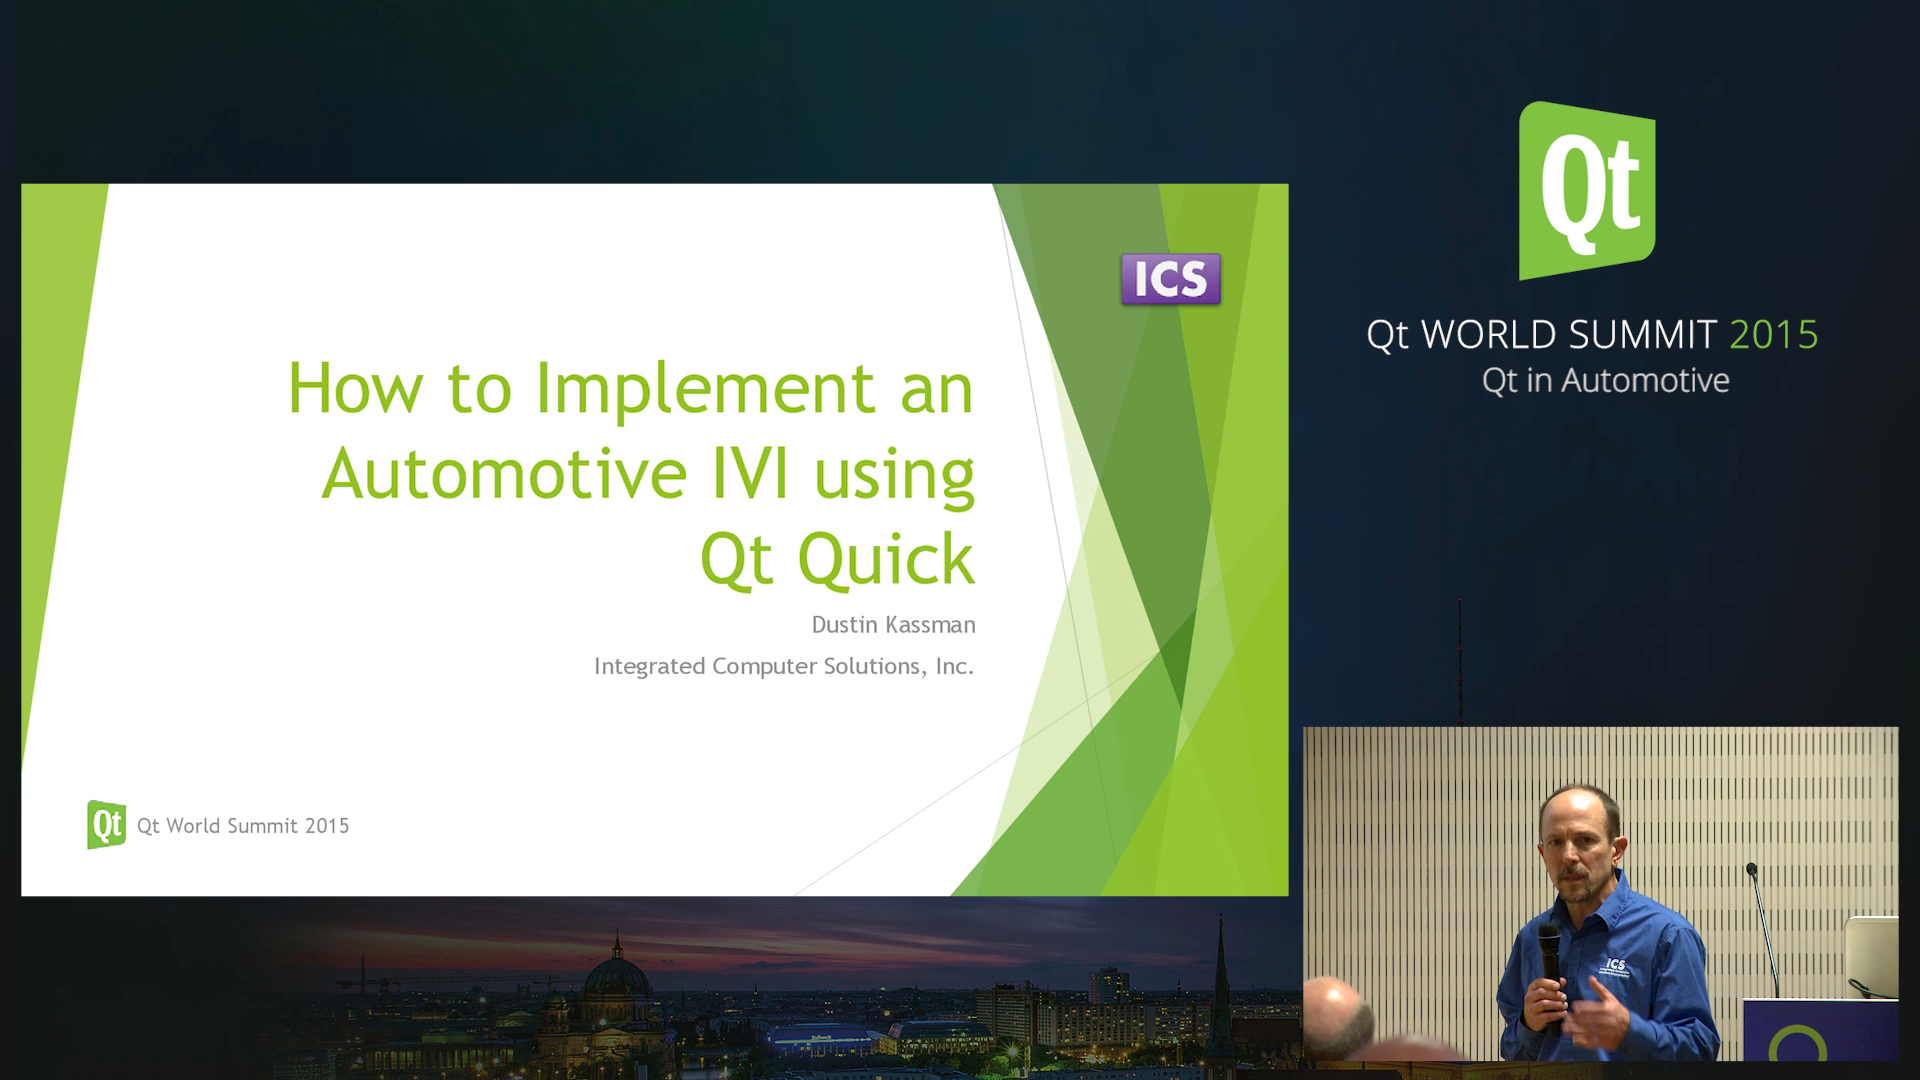 ICS
How to Implement an
Automotive IVI using
Qt Quick
Dustin Kassman
Integrated Computer Solutions, Inc.
Qt Qt World Summit 2015
Qt
Qt WORLD SUMMIT 2015
Qt in Automotive
ICS